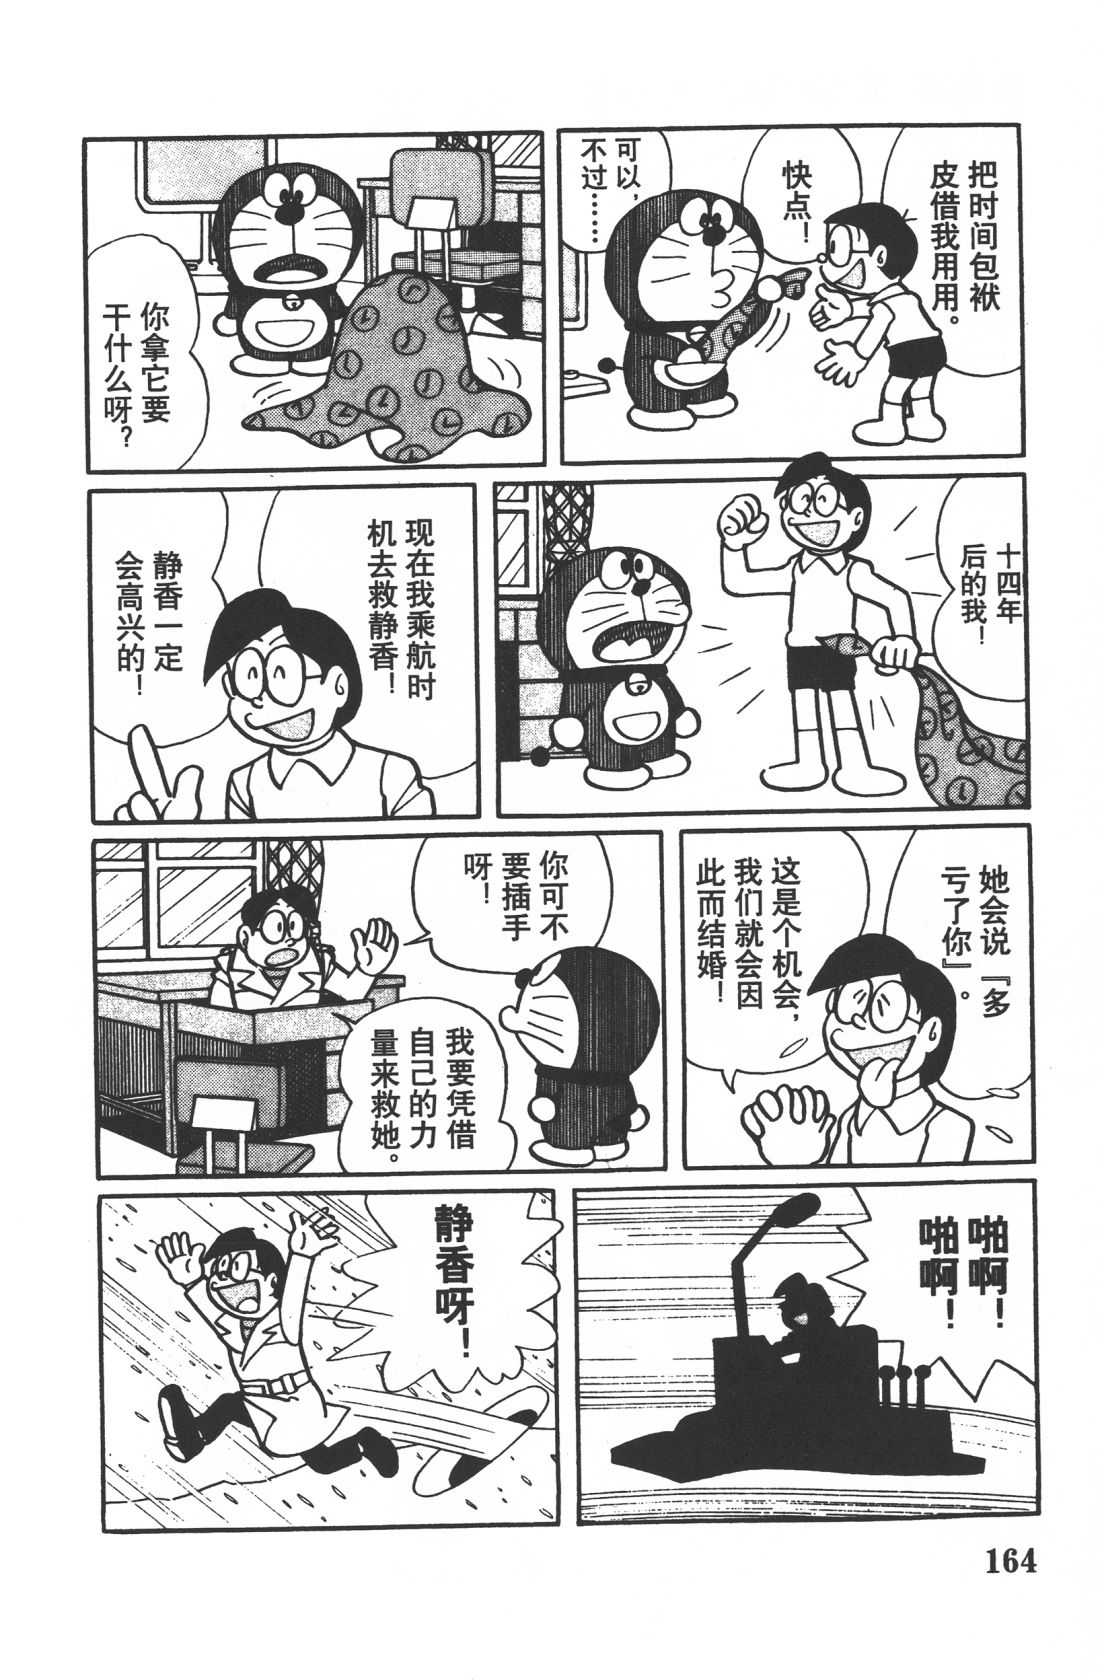 把时间包袱
皮借我用用。
快点！
可以，
不过……
你拿它要
干什么呀？
十四年
后的我！
现在我乘航时
机去救静香！
静香一定
会高兴的！
她会说『多
亏了你』。
这是个机会，
我们就会因
此而结婚！
你可不
要插手
呀！
我要凭借
自己的力
量来救她。
啪啊！
啪啊！
静香呀！
164